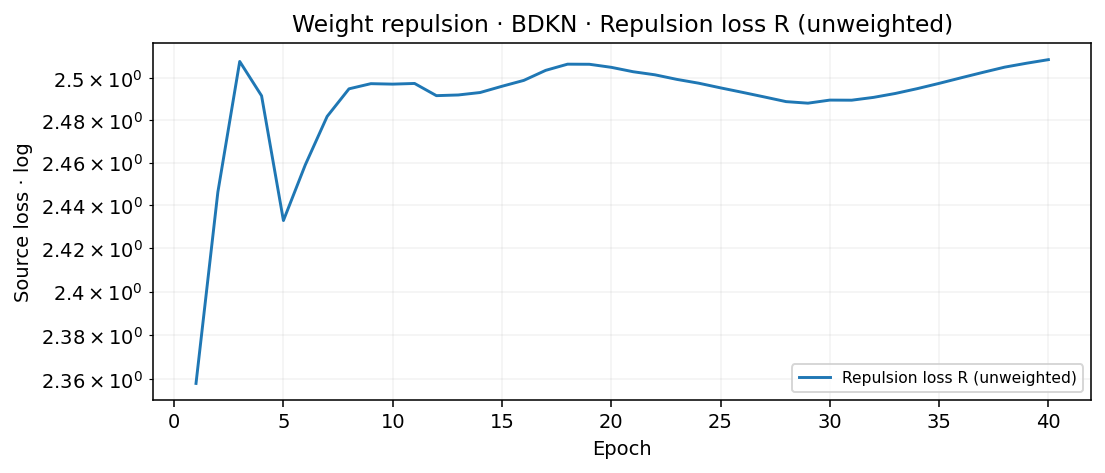 Weight repulsion · BDKN · Repulsion loss R (unweighted)
Source loss · log
2.5 × 10⁰
2.48 × 10⁰
2.46 × 10⁰
2.44 × 10⁰
2.42 × 10⁰
2.4 × 10⁰
2.38 × 10⁰
2.36 × 10⁰
Repulsion loss R (unweighted)
0 5 10 15 20 25 30 35 40
Epoch